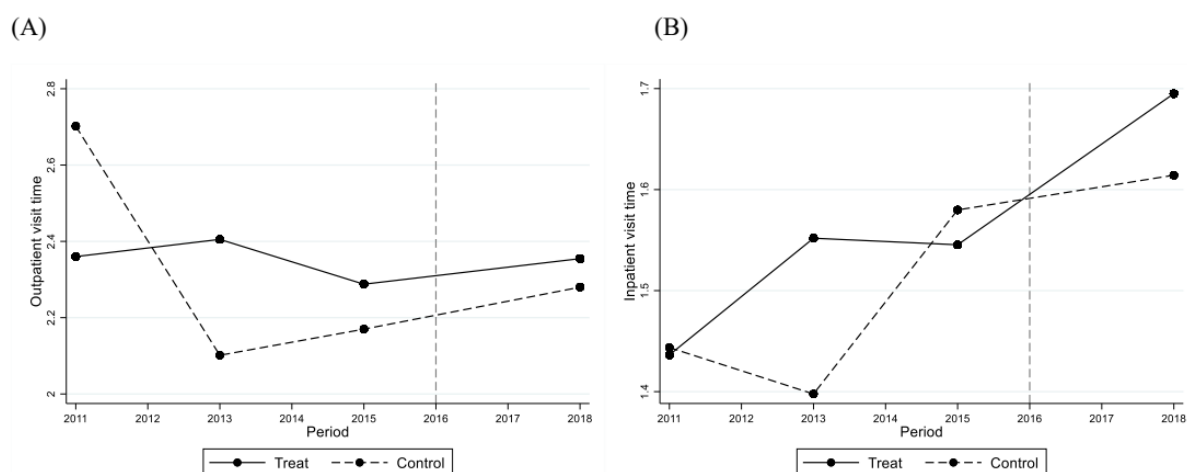 (A)
(B)
Outpatient visit time
2.8
2.6
2.4
2.2
2
2011 2012 2013 2014 2015 2016 2017 2018
Period
Treat Control
Inpatient visit time
1.7
1.6
1.5
1.4
2011 2012 2013 2014 2015 2016 2017 2018
Period
Treat Control